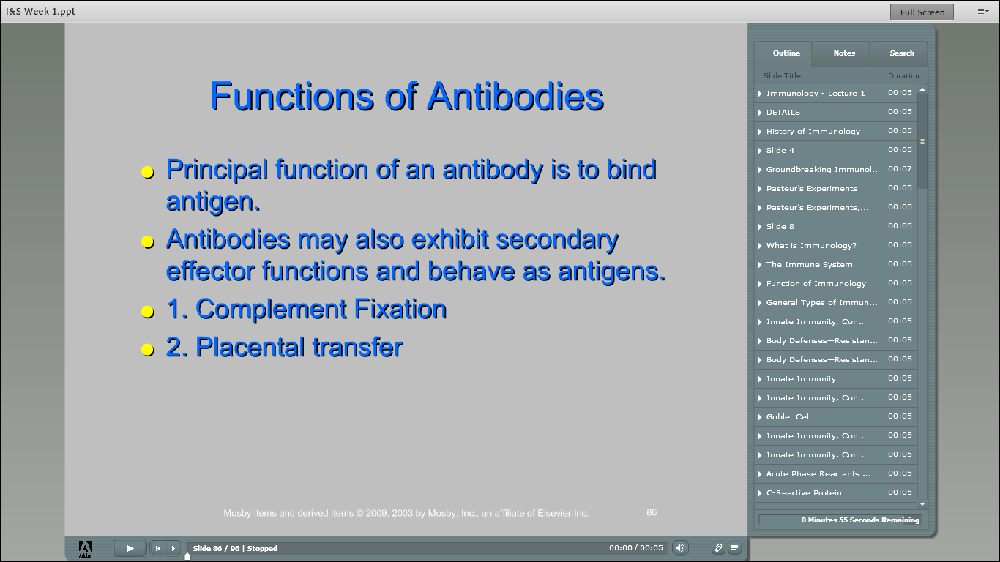 I&S Week 1.ppt
Full Screen
Functions of Antibodies
Principal function of an antibody is to bind
antigen.
Antibodies may also exhibit secondary
effector functions and behave as antigens.
1. Complement Fixation
2. Placental transfer
Mosby items and derived items © 2009, 2003 by Mosby, Inc., an affiliate of Elsevier Inc. 86
Outline Notes Search
Slide Title Duration
Immunology - Lecture 1 00:05
DETAILS 00:05
History of Immunology 00:05
Slide 4 00:05
Groundbreaking Immunol.. 00:07
Pasteur's Experiments 00:05
Pasteur's Experiments,... 00:05
Slide 8 00:05
What is Immunology? 00:05
The Immune System 00:05
Function of Immunology 00:05
General Types of Immun... 00:05
Innate Immunity, Cont. 00:05
Body Defenses—Resistan... 00:05
Body Defenses—Resistan... 00:05
Innate Immunity 00:05
Innate Immunity, Cont. 00:05
Goblet Cell 00:05
Innate Immunity, Cont. 00:05
Innate Immunity, Cont. 00:05
Acute Phase Reactants ... 00:05
C-Reactive Protein 00:05
0 Minutes 55 Seconds Remaining
Adobe
Slide 86 / 96 | Stopped 00:00 / 00:05